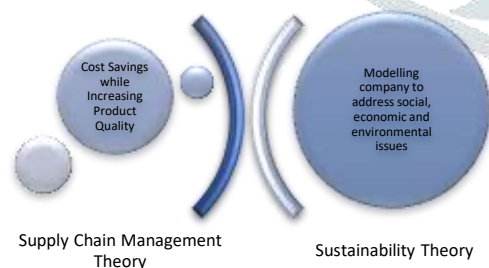 Cost Savings
while
Increasing
Product
Quality
Modelling
company to
address social,
economic and
environmental
issues
Supply Chain Management
Theory
Sustainability Theory